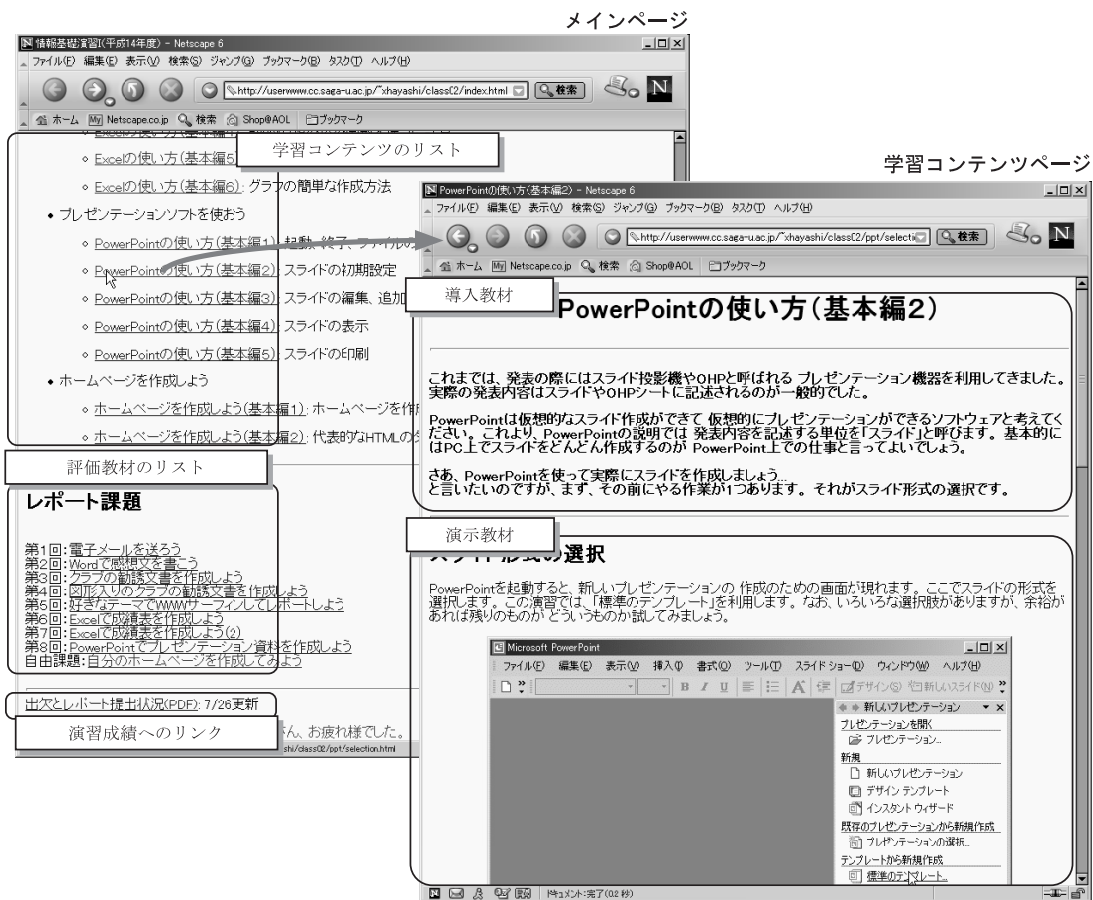 メインページ
情報基礎演習I(平成14年度) - Netscape 6
ファイル(F) 編集(E) 表示(V) 検索(S) ジャンプ(G) ブックマーク(B) タスク(T) ヘルプ(H)
http://userwww.cc.saga-u.ac.jp/~xhayashi/class02/index.html 検索
ホーム My Netscape.co.jp 検索 Shop@AOL ブックマーク
学習コンテンツのリスト
Excelの使い方(基本編5)
Excelの使い方(基本編6): グラフの簡単な作成方法
プレゼンテーションソフトを使おう
PowerPointの使い方(基本編1): 起動、終了、ファイルの
PowerPointの使い方(基本編2): スライドの初期設定
PowerPointの使い方(基本編3): スライドの編集、追加
PowerPointの使い方(基本編4): スライドの表示
PowerPointの使い方(基本編5): スライドの印刷
ホームページを作成しよう
ホームページを作成しよう(基本編1): ホームページを作
ホームページを作成しよう(基本編2): 代表的なHTMLの
評価教材のリスト
レポート課題
第1回:電子メールを送ろう
第2回:Wordで感想文を書こう
第3回:クラブの勧誘文書を作成しよう
第4回:図形入りのクラブの勧誘文書を作成しよう
第5回:好きなテーマでWWWサーフィンしてレポートしよう
第6回:Excelで成績表を作成しよう
第7回:Excelで成績表を作成しよう(2)
第8回:PowerPointでプレゼンテーション資料を作成しよう
自由課題:自分のホームページを作成してみよう
出欠とレポート提出状況(PDF): 7/26更新
演習成績へのリンク
ん、お疲れ様でした。
shi/class02/ppt/selection.html
学習コンテンツページ
PowerPointの使い方(基本編2) - Netscape 6
ファイル(F) 編集(E) 表示(V) 検索(S) ジャンプ(G) ブックマーク(B) タスク(T) ヘルプ(H)
http://userwww.cc.saga-u.ac.jp/~xhayashi/class02/ppt/selecti 検索
ホーム My Netscape.co.jp 検索 Shop@AOL ブックマーク
導入教材
PowerPointの使い方(基本編2)
これまでは、発表の際にはスライド投影機やOHPと呼ばれる プレゼンテーション機器を利用してきました。
実際の発表内容はスライドやOHPシートに記述されるのが一般的でした。
PowerPointは仮想的なスライド作成ができて 仮想的にプレゼンテーションができるソフトウェアと考えてく
ださい。これより、PowerPointの説明では 発表内容を記述する単位を「スライド」と呼びます。基本的に
はPC上でスライドをどんどん作成するのが PowerPoint上での仕事と言ってよいでしょう。
さあ、PowerPointを使って実際にスライドを作成しましょう...
と言いたいのですが、まず、その前にやる作業が1つあります。それがスライド形式の選択です。
演示教材
スライド形式の選択
PowerPointを起動すると、新しいプレゼンテーションの 作成のための画面が現れます。ここでスライドの形式を
選択します。この演習では、「標準のテンプレート」を利用します。なお、いろいろな選択肢がありますが、余裕が
あれば残りのものが どういうものか試してみましょう。
Microsoft PowerPoint
ファイル(F) 編集(E) 表示(V) 挿入(I) 書式(O) ツール(T) スライド ショー(D) ウィンドウ(W) ヘルプ(H)
B I U デザイン(S) 新しいスライド(N)
新しいプレゼンテーション
プレゼンテーションを開く
プレゼンテーション...
新規
新しいプレゼンテーション
デザイン テンプレート
インスタント ウィザード
既存のプレゼンテーションから新規作成
プレゼンテーションの選択...
テンプレートから新規作成
標準のテンプレート...
ドキュメント:完了(0.2 秒)